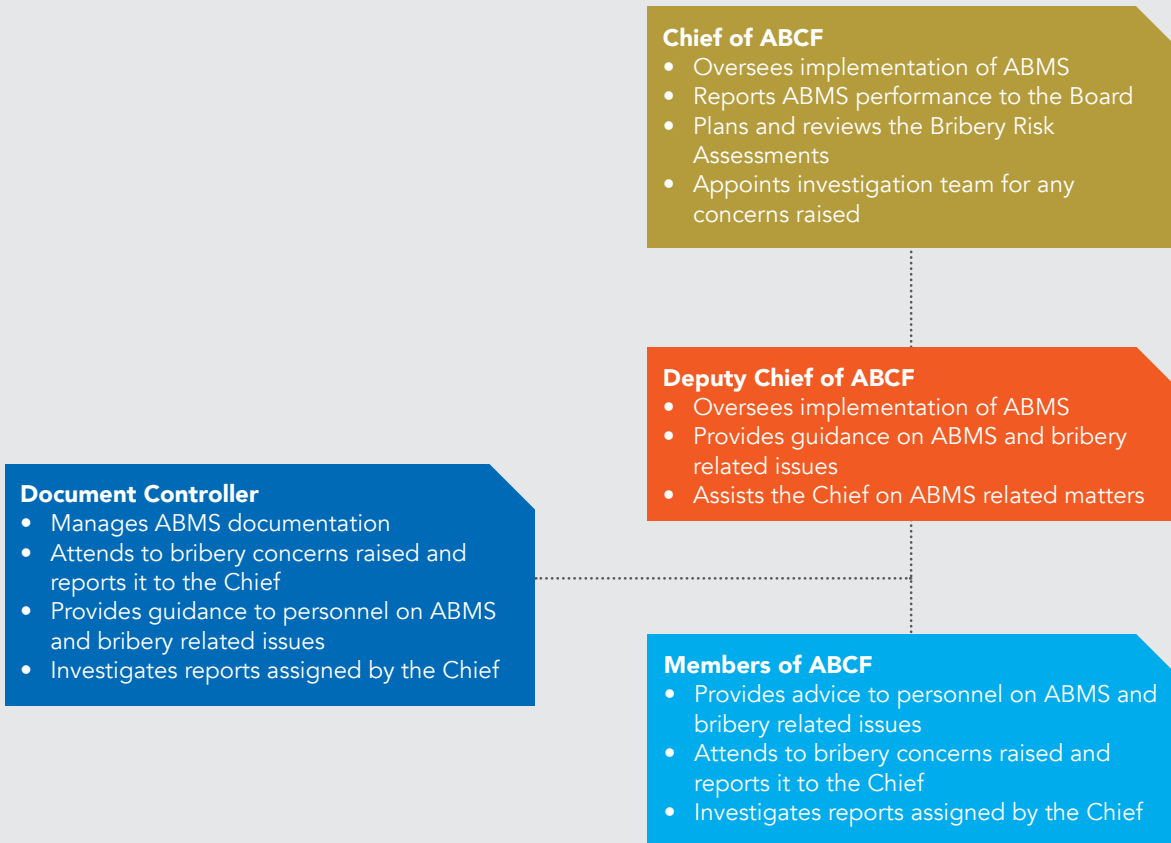 Chief of ABCF
• Oversees implementation of ABMS
• Reports ABMS performance to the Board
• Plans and reviews the Bribery Risk
Assessments
• Appoints investigation team for any
concerns raised
Deputy Chief of ABCF
• Oversees implementation of ABMS
• Provides guidance on ABMS and bribery
related issues
• Assists the Chief on ABMS related matters
Document Controller
• Manages ABMS documentation
• Attends to bribery concerns raised and
reports it to the Chief
• Provides guidance to personnel on ABMS
and bribery related issues
• Investigates reports assigned by the Chief
Members of ABCF
• Provides advice to personnel on ABMS and
bribery related issues
• Attends to bribery concerns raised and
reports it to the Chief
• Investigates reports assigned by the Chief